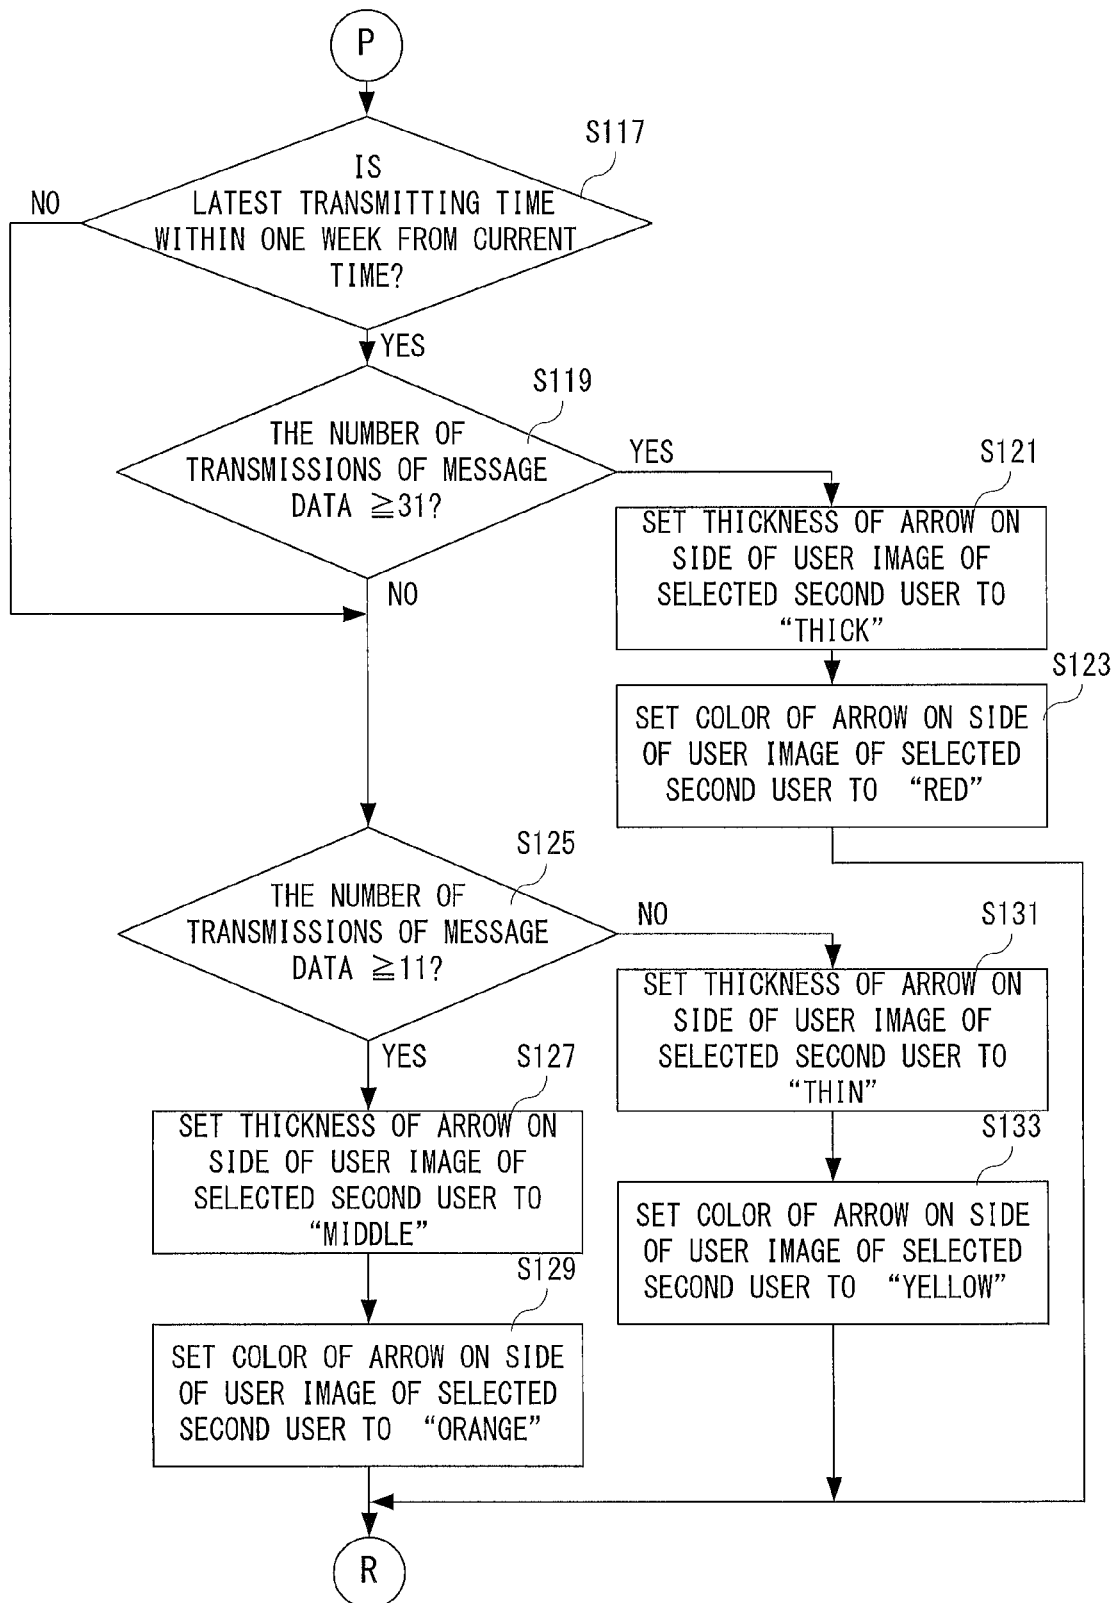 P
S117
IS
LATEST TRANSMITTING TIME
WITHIN ONE WEEK FROM CURRENT
TIME?
NO
YES
S119
THE NUMBER OF
TRANSMISSIONS OF MESSAGE
DATA ≧31?
YES
NO
S121
SET THICKNESS OF ARROW ON
SIDE OF USER IMAGE OF
SELECTED SECOND USER TO
“THICK”
S123
SET COLOR OF ARROW ON SIDE
OF USER IMAGE OF SELECTED
SECOND USER TO “RED”
S125
THE NUMBER OF
TRANSMISSIONS OF MESSAGE
DATA ≧11?
NO
YES
S131
SET THICKNESS OF ARROW ON
SIDE OF USER IMAGE OF
SELECTED SECOND USER TO
“THIN”
S127
SET THICKNESS OF ARROW ON
SIDE OF USER IMAGE OF
SELECTED SECOND USER TO
“MIDDLE”
S133
SET COLOR OF ARROW ON SIDE
OF USER IMAGE OF SELECTED
SECOND USER TO “YELLOW”
S129
SET COLOR OF ARROW ON SIDE
OF USER IMAGE OF SELECTED
SECOND USER TO “ORANGE”
R